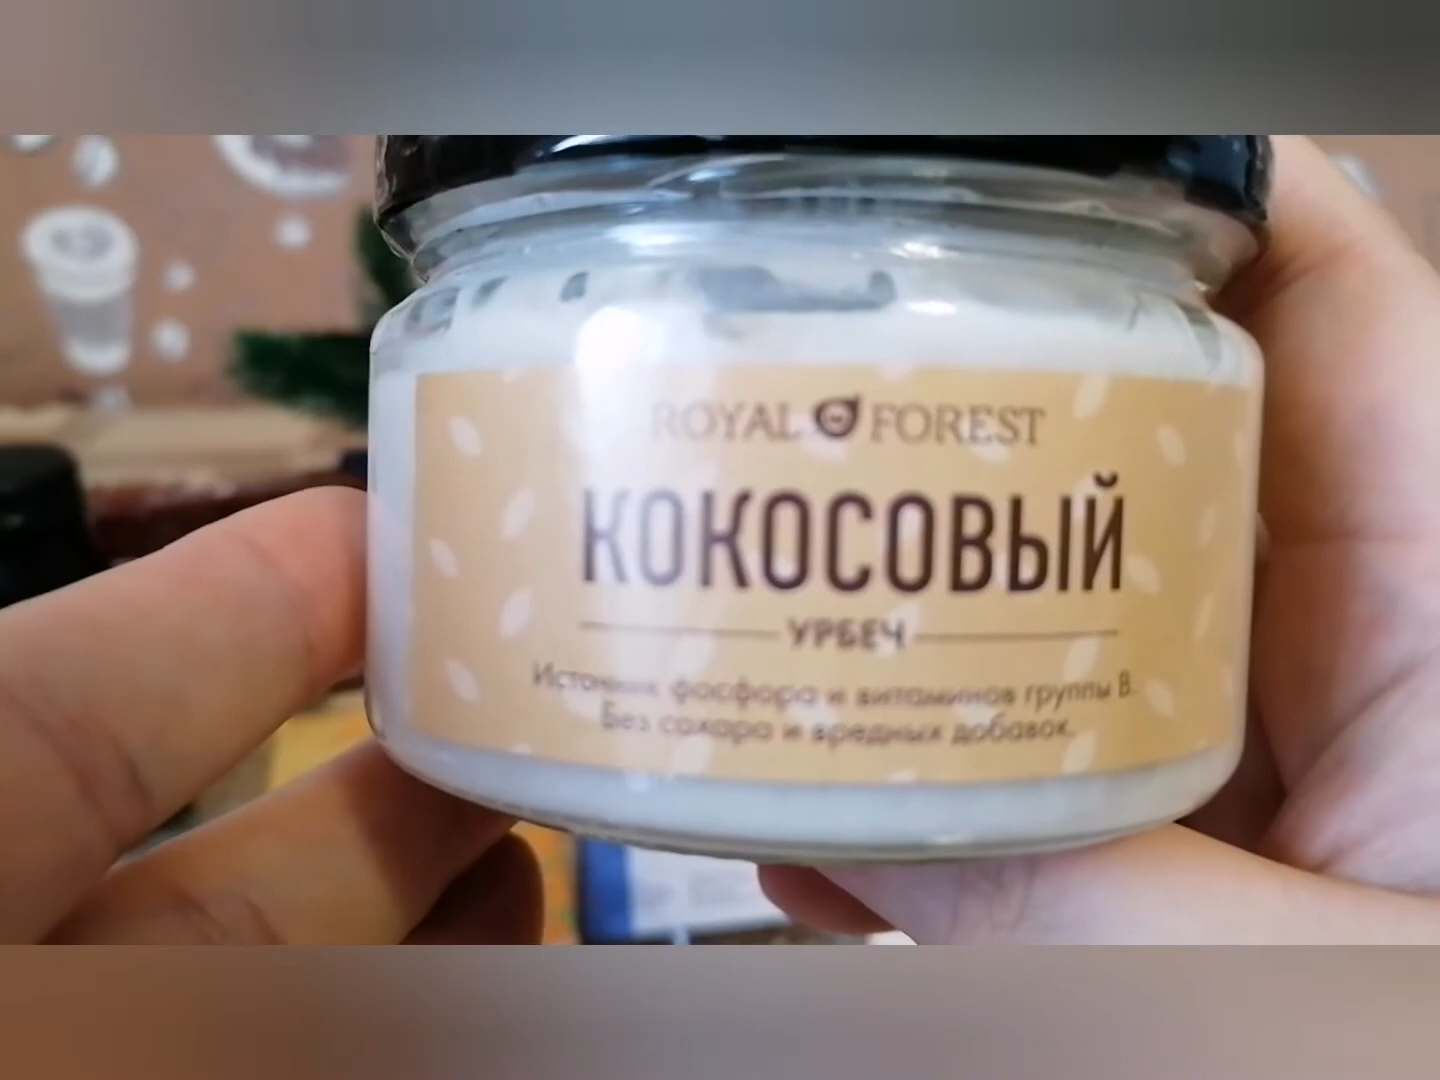 ROYAL FOREST
КОКОСОВЫЙ
УРБЕЧ
Источник фосфора и витаминов группы В.
Без сахара и вредных добавок.